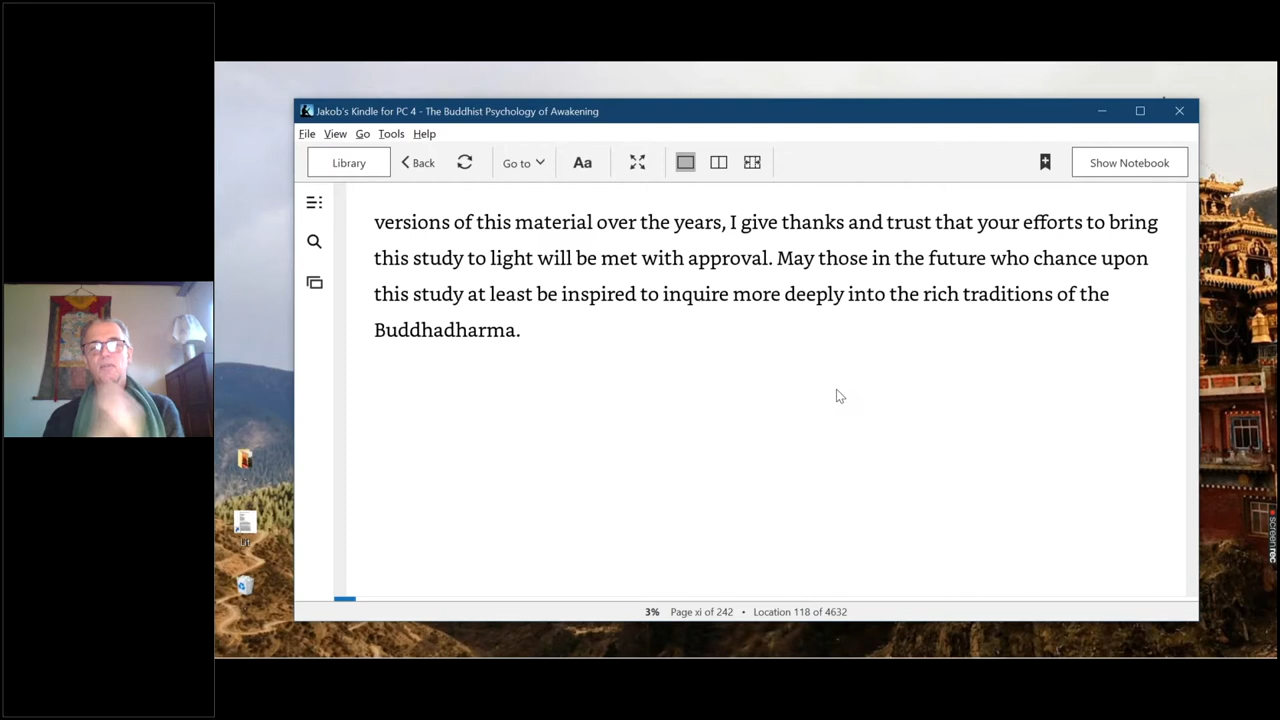 Jakob's Kindle for PC 4 - The Buddhist Psychology of Awakening
File View Go Tools Help
Library Back Go to Aa Show Notebook
versions of this material over the years, I give thanks and trust that your efforts to bring
this study to light will be met with approval. May those in the future who chance upon
this study at least be inspired to inquire more deeply into the rich traditions of the
Buddhadharma.
Lit
3% Page xi of 242 • Location 118 of 4632
screenrec